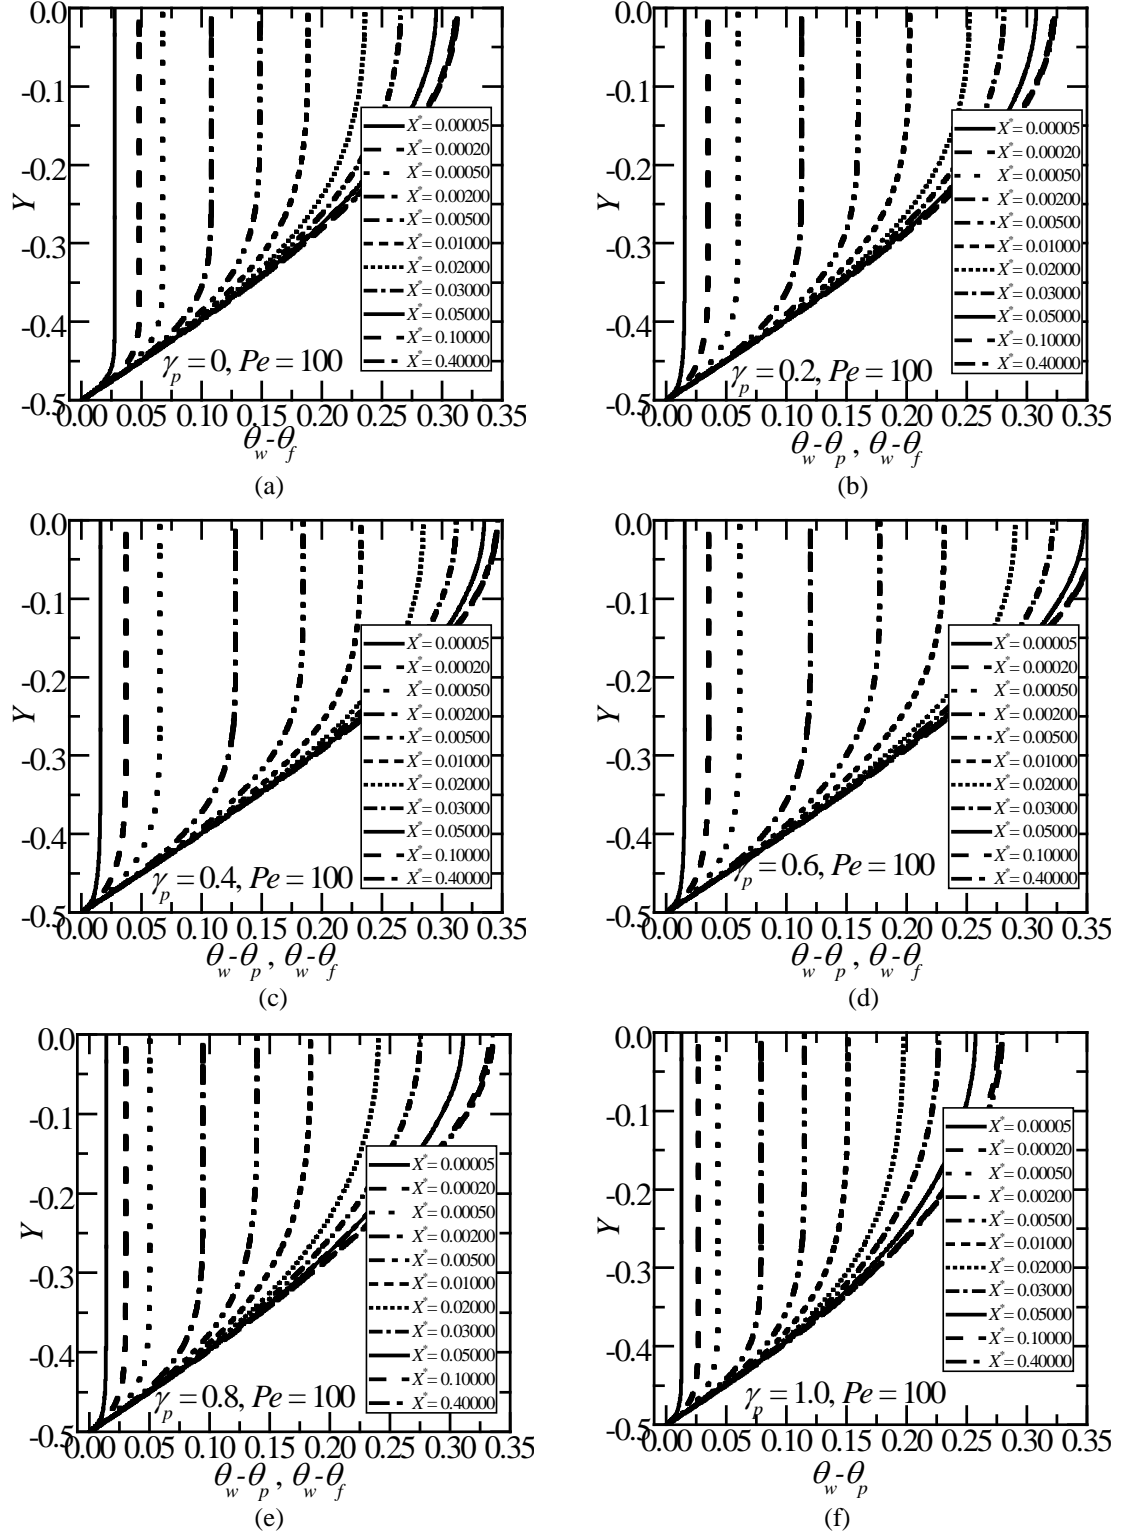 0.0
-0.1
-0.2
-0.3
-0.4
-0.5
Y
X*= 0.00005
X*= 0.00020
X*= 0.00050
X*= 0.00200
X*= 0.00500
X*= 0.01000
X*= 0.02000
X*= 0.03000
X*= 0.05000
X*= 0.10000
X*= 0.40000
γp = 0, Pe = 100
0.00 0.05 0.10 0.15 0.20 0.25 0.30 0.35
θw-θf
(a)
0.0
-0.1
-0.2
-0.3
-0.4
-0.5
Y
X*= 0.00005
X*= 0.00020
X*= 0.00050
X*= 0.00200
X*= 0.00500
X*= 0.01000
X*= 0.02000
X*= 0.03000
X*= 0.05000
X*= 0.10000
X*= 0.40000
γp = 0.2, Pe = 100
0.00 0.05 0.10 0.15 0.20 0.25 0.30 0.35
θw-θp , θw-θf
(b)
0.0
-0.1
-0.2
-0.3
-0.4
-0.5
Y
X*= 0.00005
X*= 0.00020
X*= 0.00050
X*= 0.00200
X*= 0.00500
X*= 0.01000
X*= 0.02000
X*= 0.03000
X*= 0.05000
X*= 0.10000
X*= 0.40000
γp = 0.4, Pe = 100
0.00 0.05 0.10 0.15 0.20 0.25 0.30 0.35
θw-θp , θw-θf
(c)
0.0
-0.1
-0.2
-0.3
-0.4
-0.5
Y
X*= 0.00005
X*= 0.00020
X*= 0.00050
X*= 0.00200
X*= 0.00500
X*= 0.01000
X*= 0.02000
X*= 0.03000
X*= 0.05000
X*= 0.10000
X*= 0.40000
γp = 0.6, Pe = 100
0.00 0.05 0.10 0.15 0.20 0.25 0.30 0.35
θw-θp , θw-θf
(d)
0.0
-0.1
-0.2
-0.3
-0.4
-0.5
Y
X*= 0.00005
X*= 0.00020
X*= 0.00050
X*= 0.00200
X*= 0.00500
X*= 0.01000
X*= 0.02000
X*= 0.03000
X*= 0.05000
X*= 0.10000
X*= 0.40000
γp = 0.8, Pe = 100
0.00 0.05 0.10 0.15 0.20 0.25 0.30 0.35
θw-θp , θw-θf
(e)
0.0
-0.1
-0.2
-0.3
-0.4
-0.5
Y
X*= 0.00005
X*= 0.00020
X*= 0.00050
X*= 0.00200
X*= 0.00500
X*= 0.01000
X*= 0.02000
X*= 0.03000
X*= 0.05000
X*= 0.10000
X*= 0.40000
γp = 1.0, Pe = 100
0.00 0.05 0.10 0.15 0.20 0.25 0.30 0.35
θw-θp
(f)